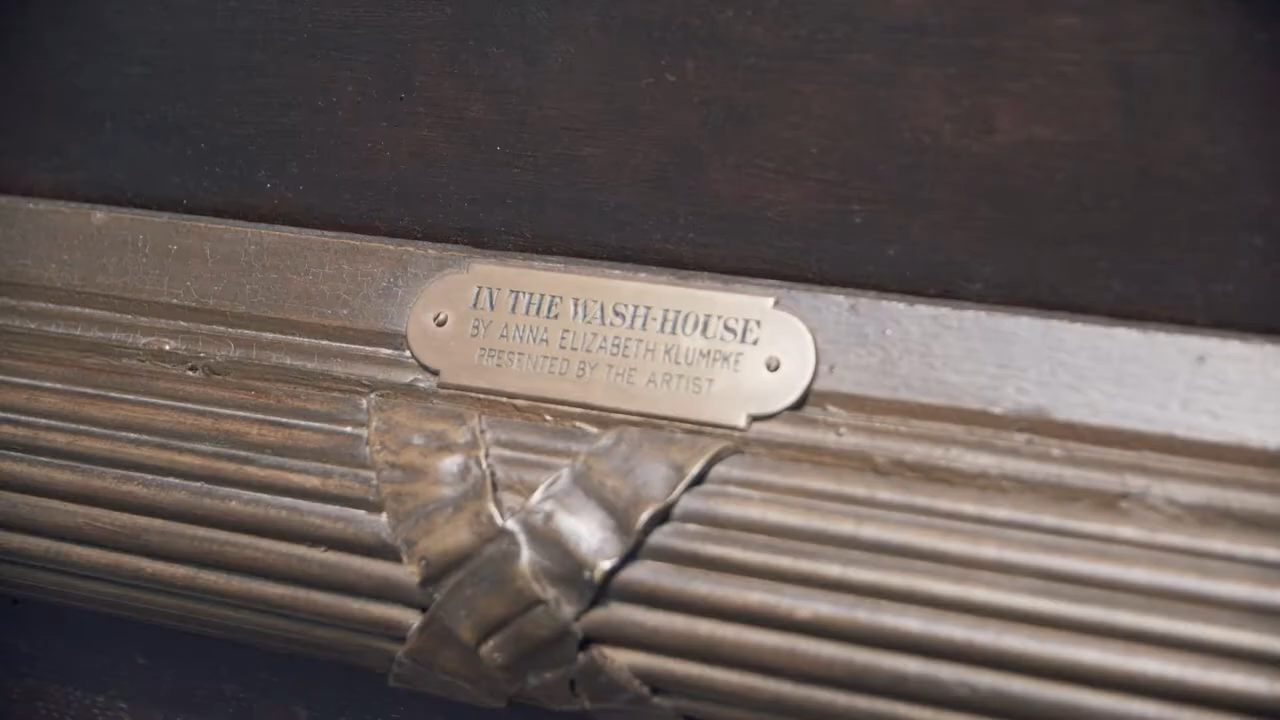 IN THE WASH-HOUSE
BY ANNA ELIZABETH KLUMPKE
PRESENTED BY THE ARTIST